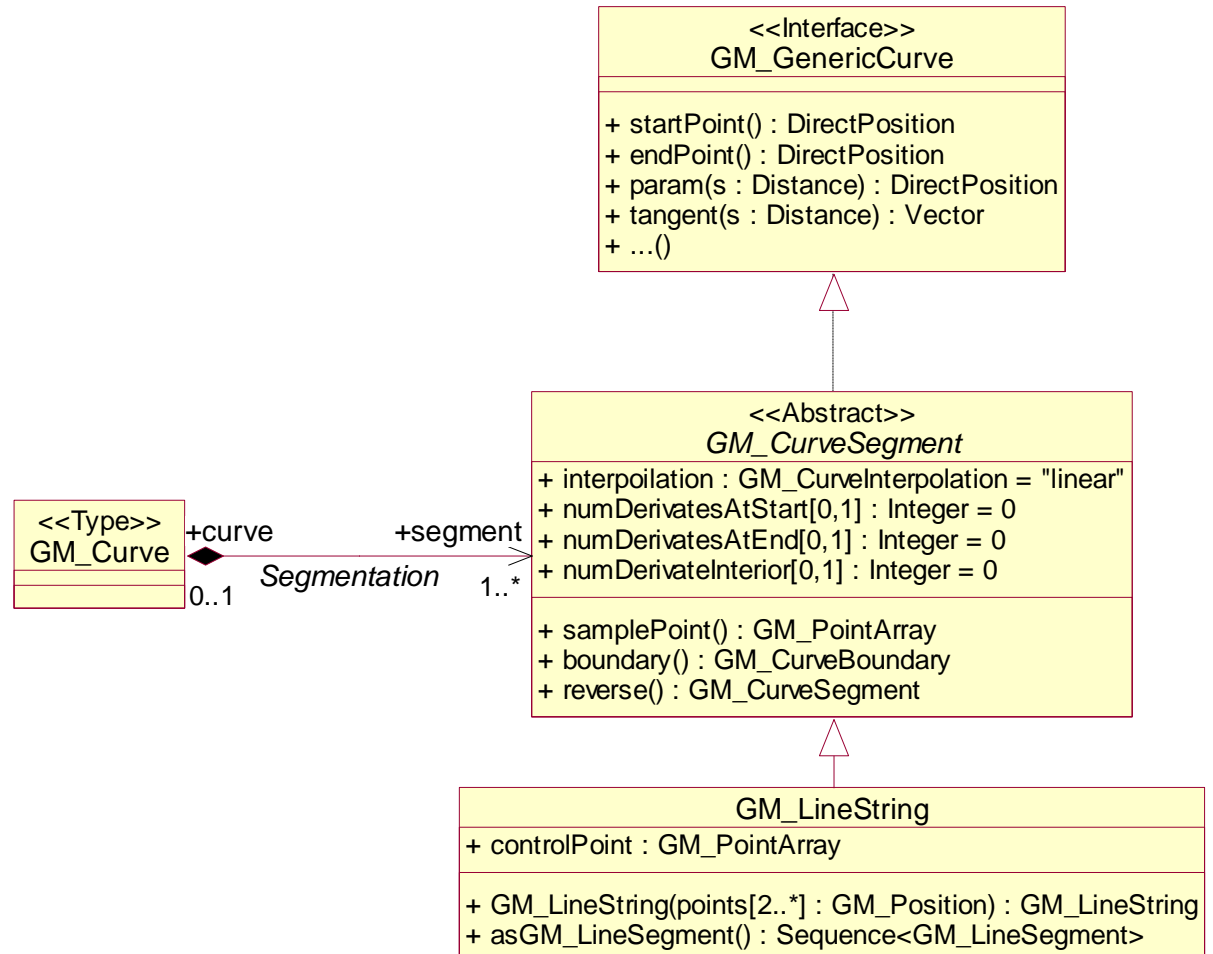 <<Interface>>
GM_GenericCurve
+ startPoint() : DirectPosition
+ endPoint() : DirectPosition
+ param(s : Distance) : DirectPosition
+ tangent(s : Distance) : Vector
+ ...()
<<Abstract>>
GM_CurveSegment
+ interpoilation : GM_CurveInterpolation = "linear"
+ numDerivatesAtStart[0,1] : Integer = 0
+ numDerivatesAtEnd[0,1] : Integer = 0
+ numDerivateInterior[0,1] : Integer = 0
+ samplePoint() : GM_PointArray
+ boundary() : GM_CurveBoundary
+ reverse() : GM_CurveSegment
<<Type>>
GM_Curve
+curve
+segment
Segmentation
0..1
1..*
GM_LineString
+ controlPoint : GM_PointArray
+ GM_LineString(points[2..*] : GM_Position) : GM_LineString
+ asGM_LineSegment() : Sequence<GM_LineSegment>